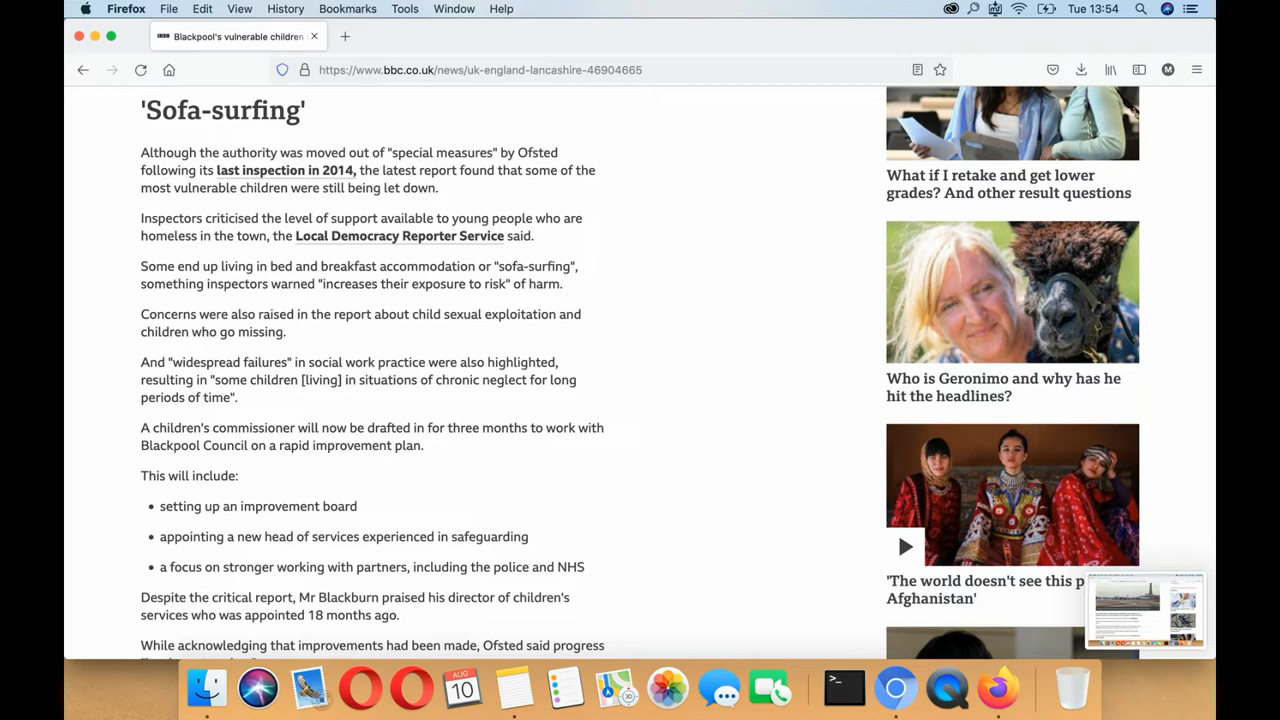 Firefox File Edit View History Bookmarks Tools Window Help
Tue 13:54
Blackpool's vulnerable children
https://www.bbc.co.uk/news/uk-england-lancashire-46904665
M
'Sofa-surfing'
Although the authority was moved out of "special measures" by Ofsted
following its last inspection in 2014, the latest report found that some of the
most vulnerable children were still being let down.
Inspectors criticised the level of support available to young people who are
homeless in the town, the Local Democracy Reporter Service said.
Some end up living in bed and breakfast accommodation or "sofa-surfing",
something inspectors warned "increases their exposure to risk" of harm.
Concerns were also raised in the report about child sexual exploitation and
children who go missing.
And "widespread failures" in social work practice were also highlighted,
resulting in "some children [living] in situations of chronic neglect for long
periods of time".
A children's commissioner will now be drafted in for three months to work with
Blackpool Council on a rapid improvement plan.
This will include:
• setting up an improvement board
• appointing a new head of services experienced in safeguarding
• a focus on stronger working with partners, including the police and NHS
Despite the critical report, Mr Blackburn praised his director of children's
services who was appointed 18 months ago.
While acknowledging that improvements had been made, Ofsted said progress
What if I retake and get lower
grades? And other result questions
Who is Geronimo and why has he
hit the headlines?
'The world doesn't see this
Afghanistan'
AUG
10